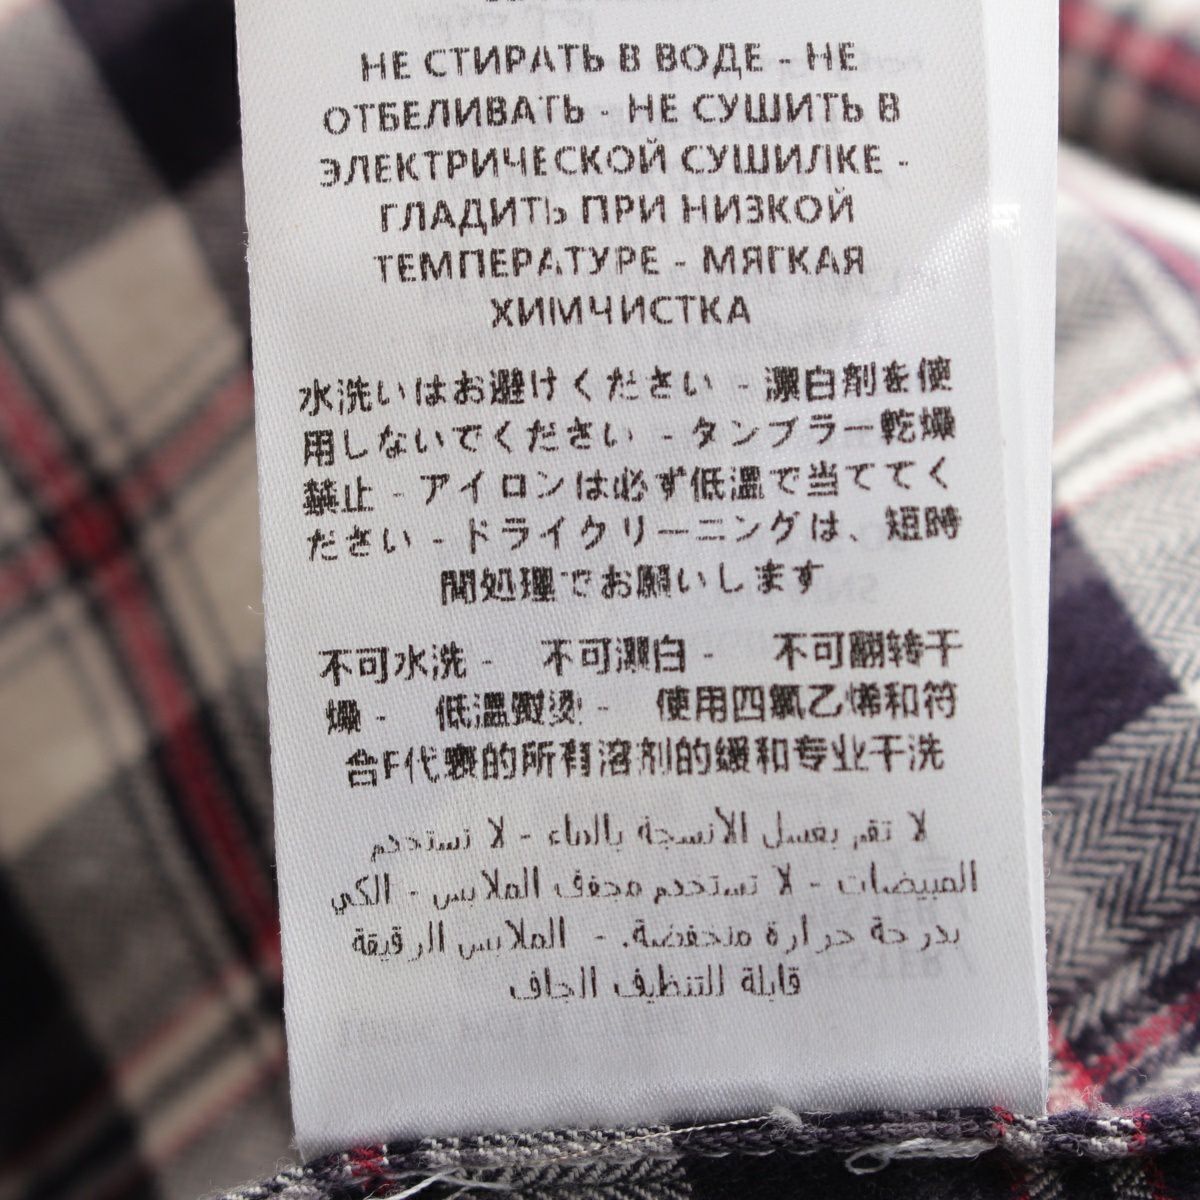 НЕ СТИРАТЬ В ВОДЕ - НЕ
ОТБЕЛИВАТЬ - НЕ СУШИТЬ В
ЭЛЕКТРИЧЕСКОЙ СУШИЛКЕ -
ГЛАДИТЬ ПРИ НИЗКОЙ
ТЕМПЕРАТУРЕ - МЯГКАЯ
ХИМЧИСТКА
水洗いはお避けください - 漂白剤を使
用しないでください - タンブラー乾燥
禁止 - アイロンは必ず低温で当ててく
ださい - ドライクリーニングは、短時
間処理でお願いします
不可水洗 - 不可漂白 - 不可翻转干
燥 - 低温熨烫 - 使用四氯乙烯和符
合F代表的所有溶剂的缓和专业干洗
لا تقم بغسل الأنسجة بالماء - لا تستخدم
المبيضات - لا تستخدم مجفف الملابس - الكي
بدرجة حرارة منخفضة. - الملابس الرقيقة
قابلة للتنظيف الجاف